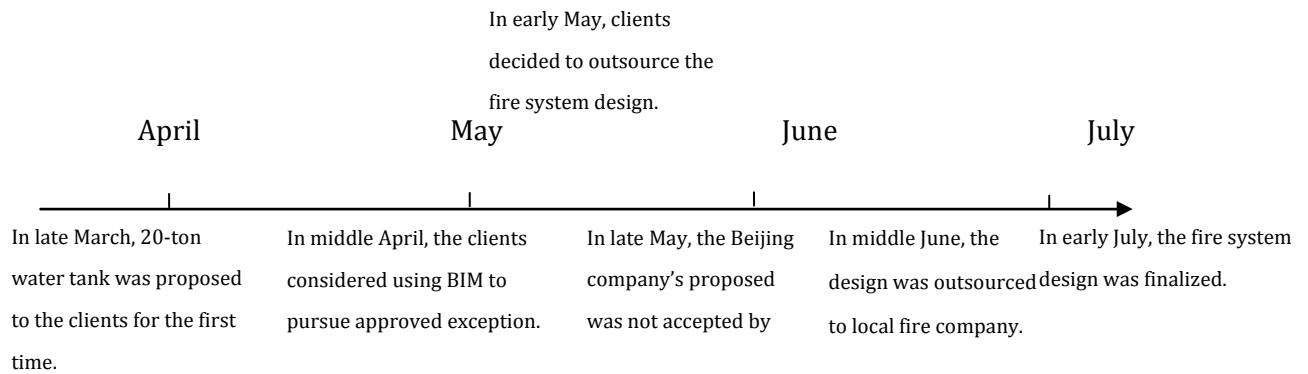 In early May, clients
decided to outsource the
fire system design.
April
May
June
July
In late March, 20-ton
water tank was proposed
to the clients for the first
time.
In middle April, the clients
considered using BIM to
pursue approved exception.
In late May, the Beijing
company’s proposed
was not accepted by
In middle June, the
design was outsourced
to local fire company.
In early July, the fire system
design was finalized.